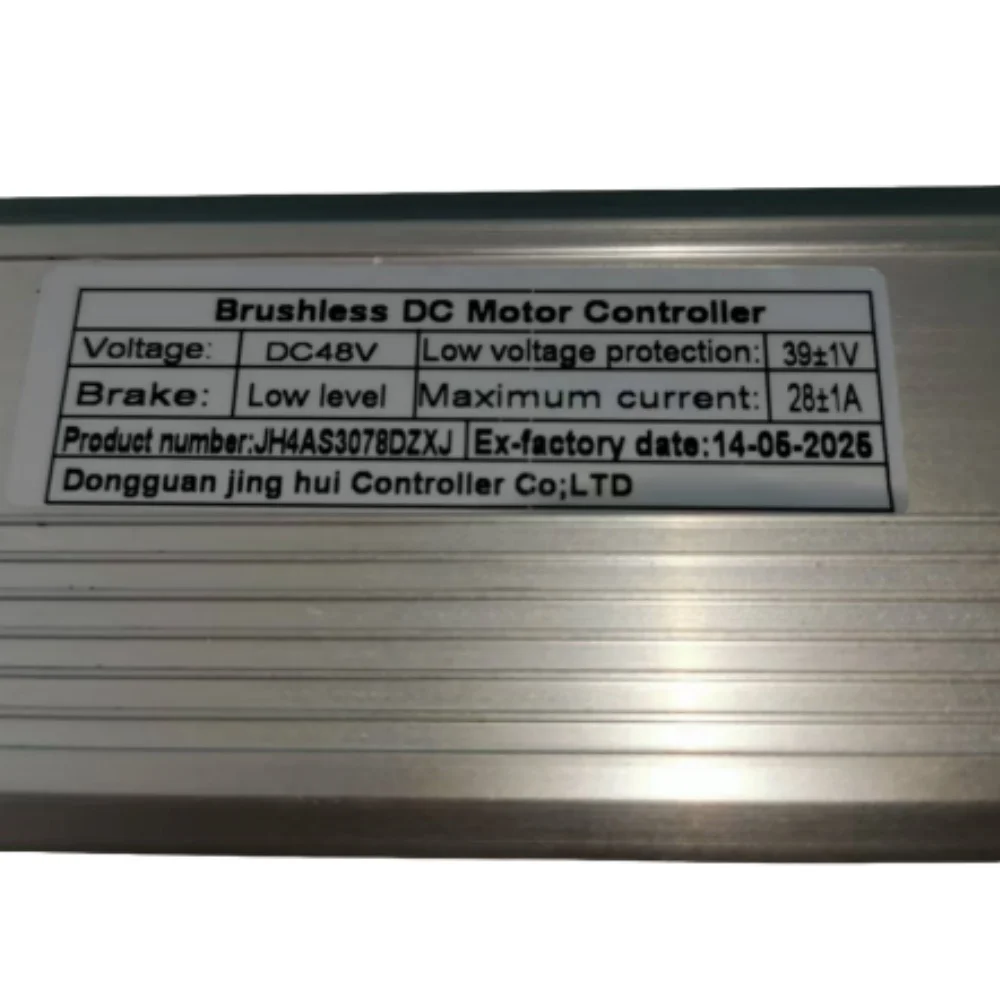 Brushless DC Motor Controller
Voltage: DC48V Low voltage protection: 39±1V
Brake: Low level Maximum current: 28±1A
Product number:JH4AS3078DZXJ Ex-factory date:14-05-2025
Dongguan jing hui Controller Co;LTD